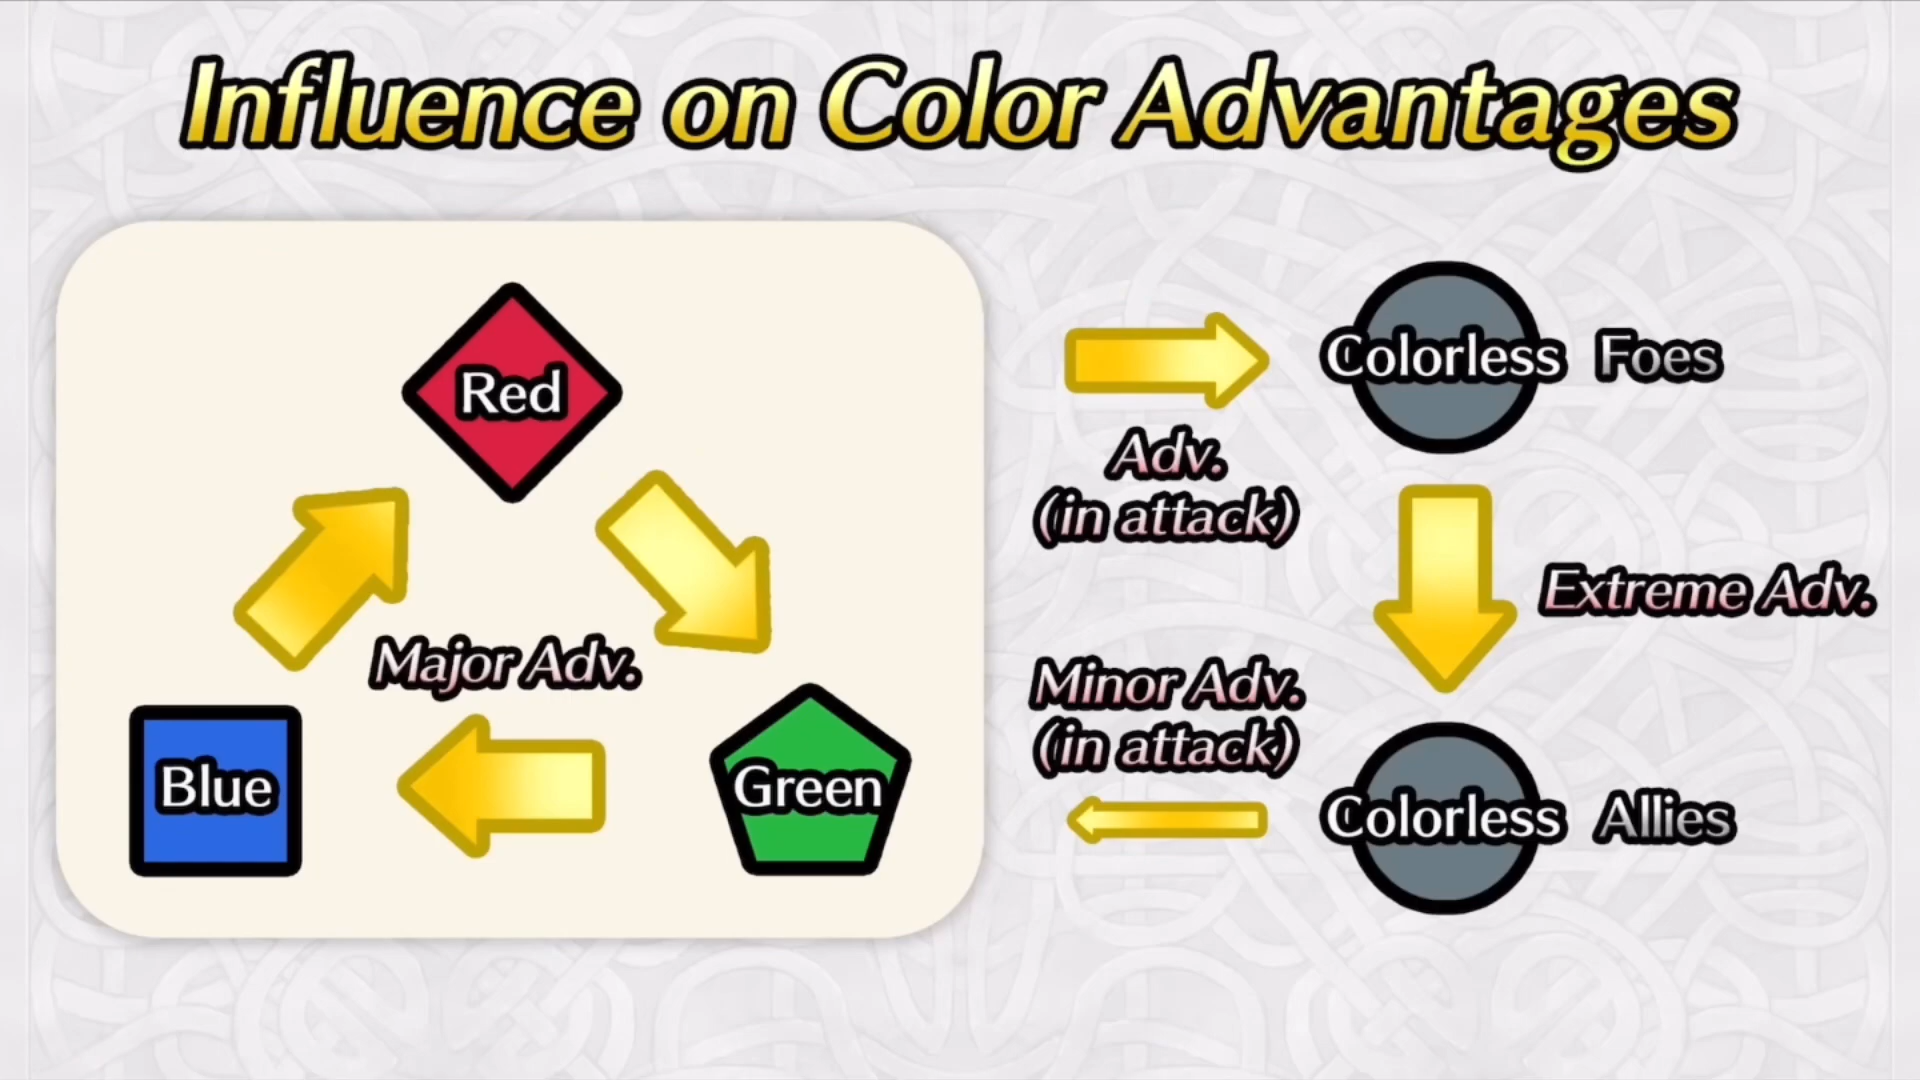 Influence on Color Advantages
Red
Major Adv.
Blue
Green
Colorless Foes
Adv.
(in attack)
Extreme Adv.
Minor Adv.
(in attack)
Colorless Allies